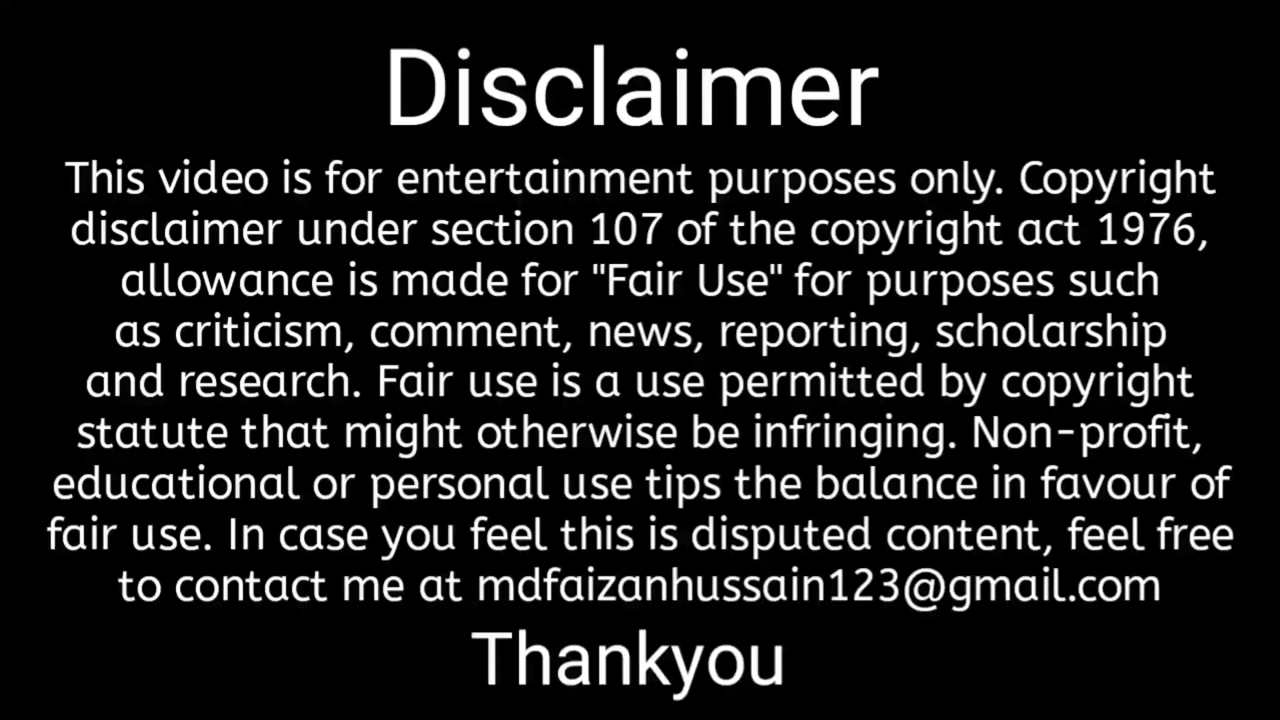 Disclaimer
This video is for entertainment purposes only. Copyright
disclaimer under section 107 of the copyright act 1976,
allowance is made for "Fair Use" for purposes such
as criticism, comment, news, reporting, scholarship
and research. Fair use is a use permitted by copyright
statute that might otherwise be infringing. Non-profit,
educational or personal use tips the balance in favour of
fair use. In case you feel this is disputed content, feel free
to contact me at mdfaizanhussain123@gmail.com
Thankyou